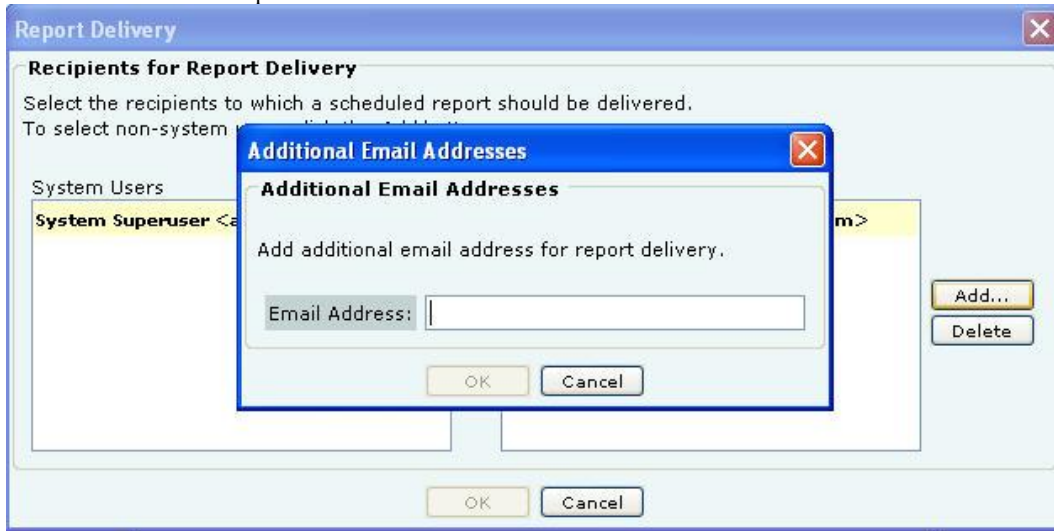 Report Delivery
Recipients for Report Delivery
Select the recipients to which a scheduled report should be delivered.
To select non-system
Additional Email Addresses
System Users
Additional Email Addresses
System Superuser <a
m>
Add additional email address for report delivery.
Add...
Email Address:
Delete
OK Cancel
OK Cancel